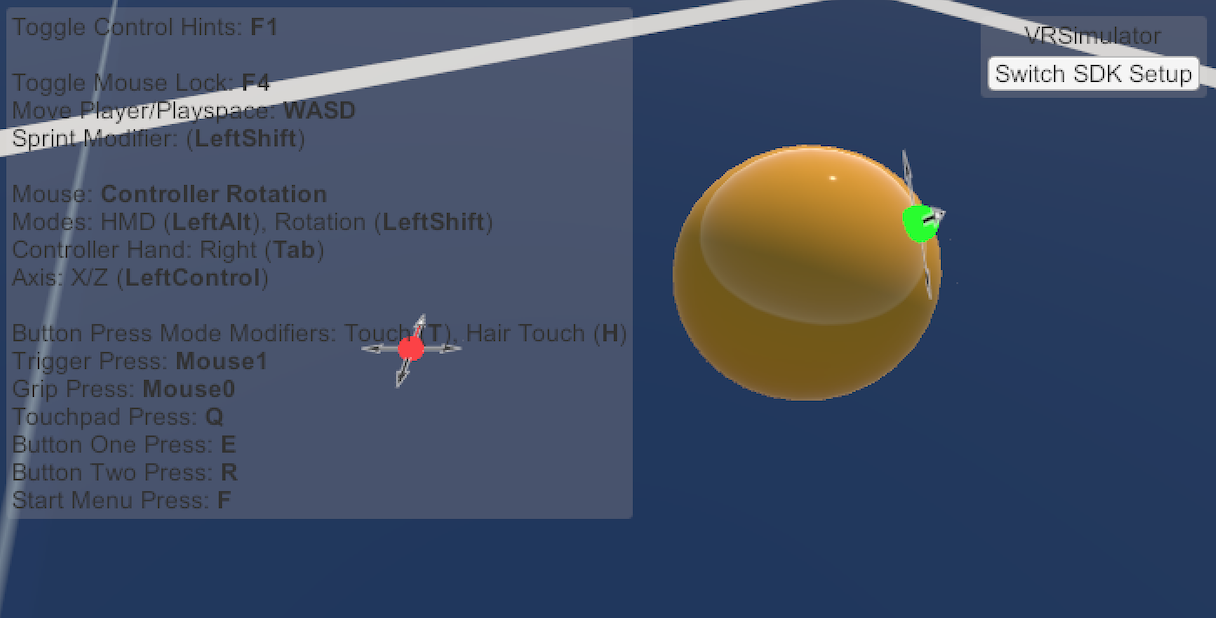 Toggle Control Hints: F1
Toggle Mouse Lock: F4
Move Player/Playspace: WASD
Sprint Modifier: (LeftShift)
Mouse: Controller Rotation
Modes: HMD (LeftAlt), Rotation (LeftShift)
Controller Hand: Right (Tab)
Axis: X/Z (LeftControl)
Button Press Mode Modifiers: Touch (T), Hair Touch (H)
Trigger Press: Mouse1
Grip Press: Mouse0
Touchpad Press: Q
Button One Press: E
Button Two Press: R
Start Menu Press: F
VRSimulator
Switch SDK Setup